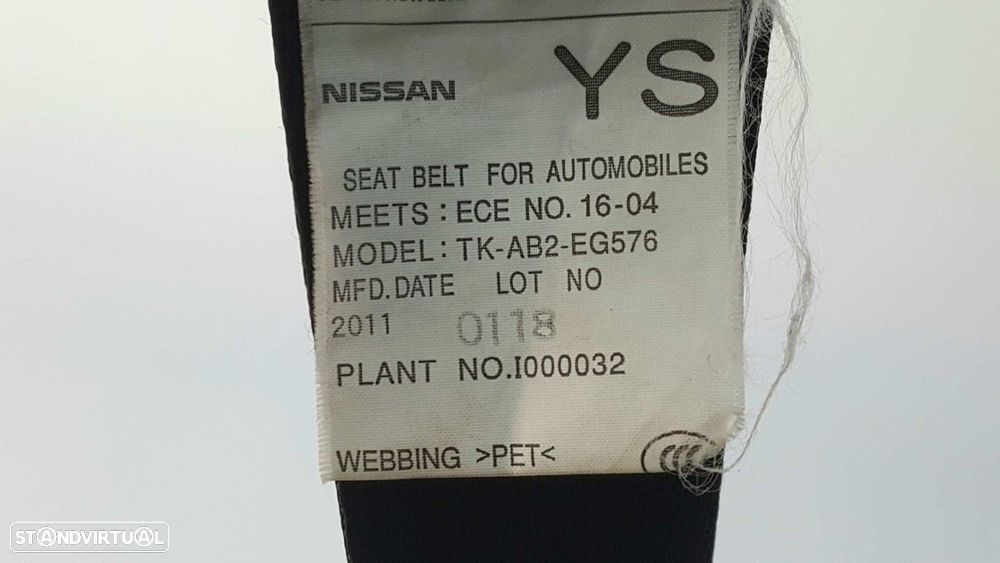 NISSAN YS
SEAT BELT FOR AUTOMOBILES
MEETS : ECE NO. 16-04
MODEL : TK-AB2-EG576
MFD.DATE LOT NO
2011 0118
PLANT NO.I000032
WEBBING >PET<
CCC
STANDVIRTUAL